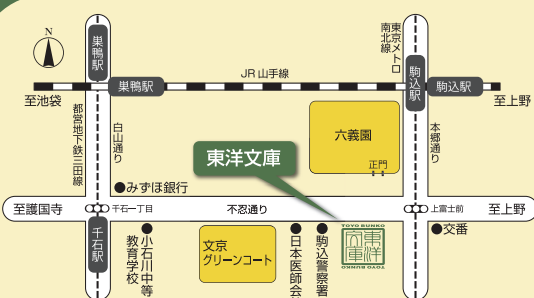 N
巣鴨駅
JR山手線
東京メトロ
南北線
駒込駅
巣鴨駅
駒込駅
至池袋
至上野
都営地下鉄三田線
白山通り
六義園
正門
本郷通り
東洋文庫
みずほ銀行
至護国寺
千石一丁目
不忍通り
上富士前
至上野
千石駅
小石川中等
教育学校
文京
グリーンコート
日本医師会
駒込警察署
TOYO BUNKO
東洋
文庫
TOYO BUNKO
交番